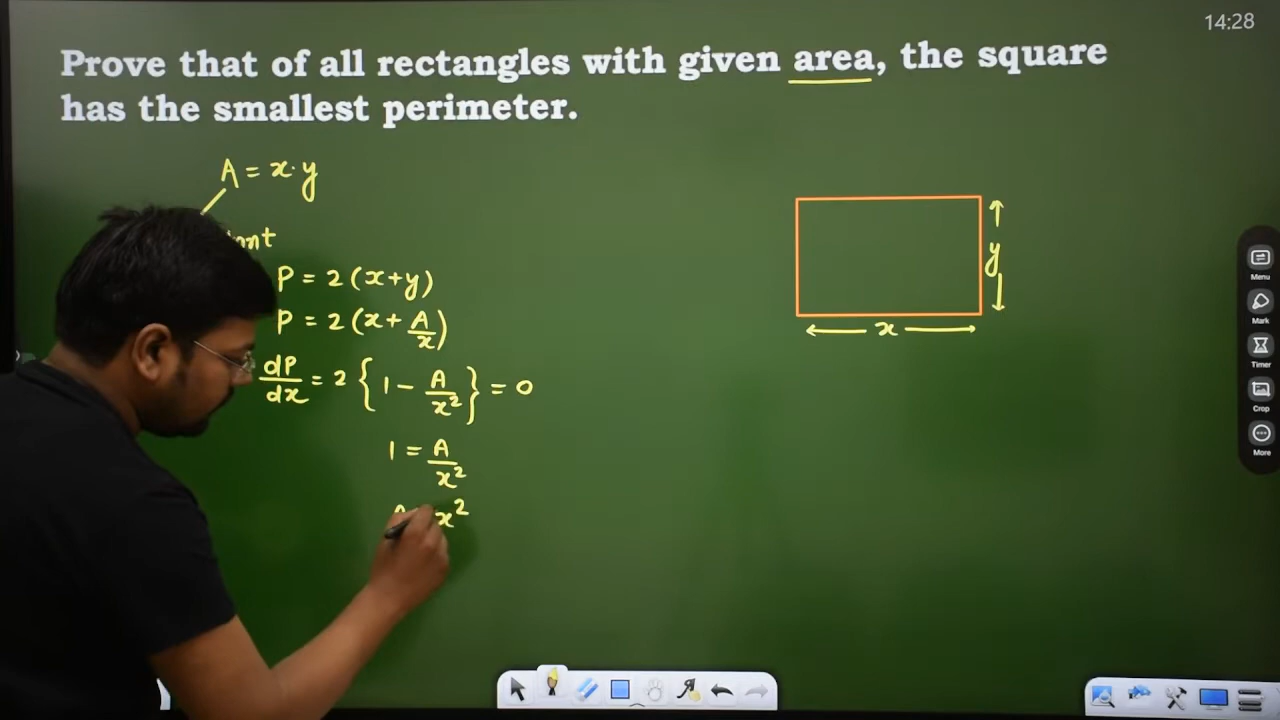 14:28
Prove that of all rectangles with given area, the square
has the smallest perimeter.
A = x·y
P = 2(x+y)
P = 2(x + A/x)
dP/dx = 2{1 - A/x²} = 0
1 = A/x²
x²
y
x
Menu
Mark
Timer
Crop
More